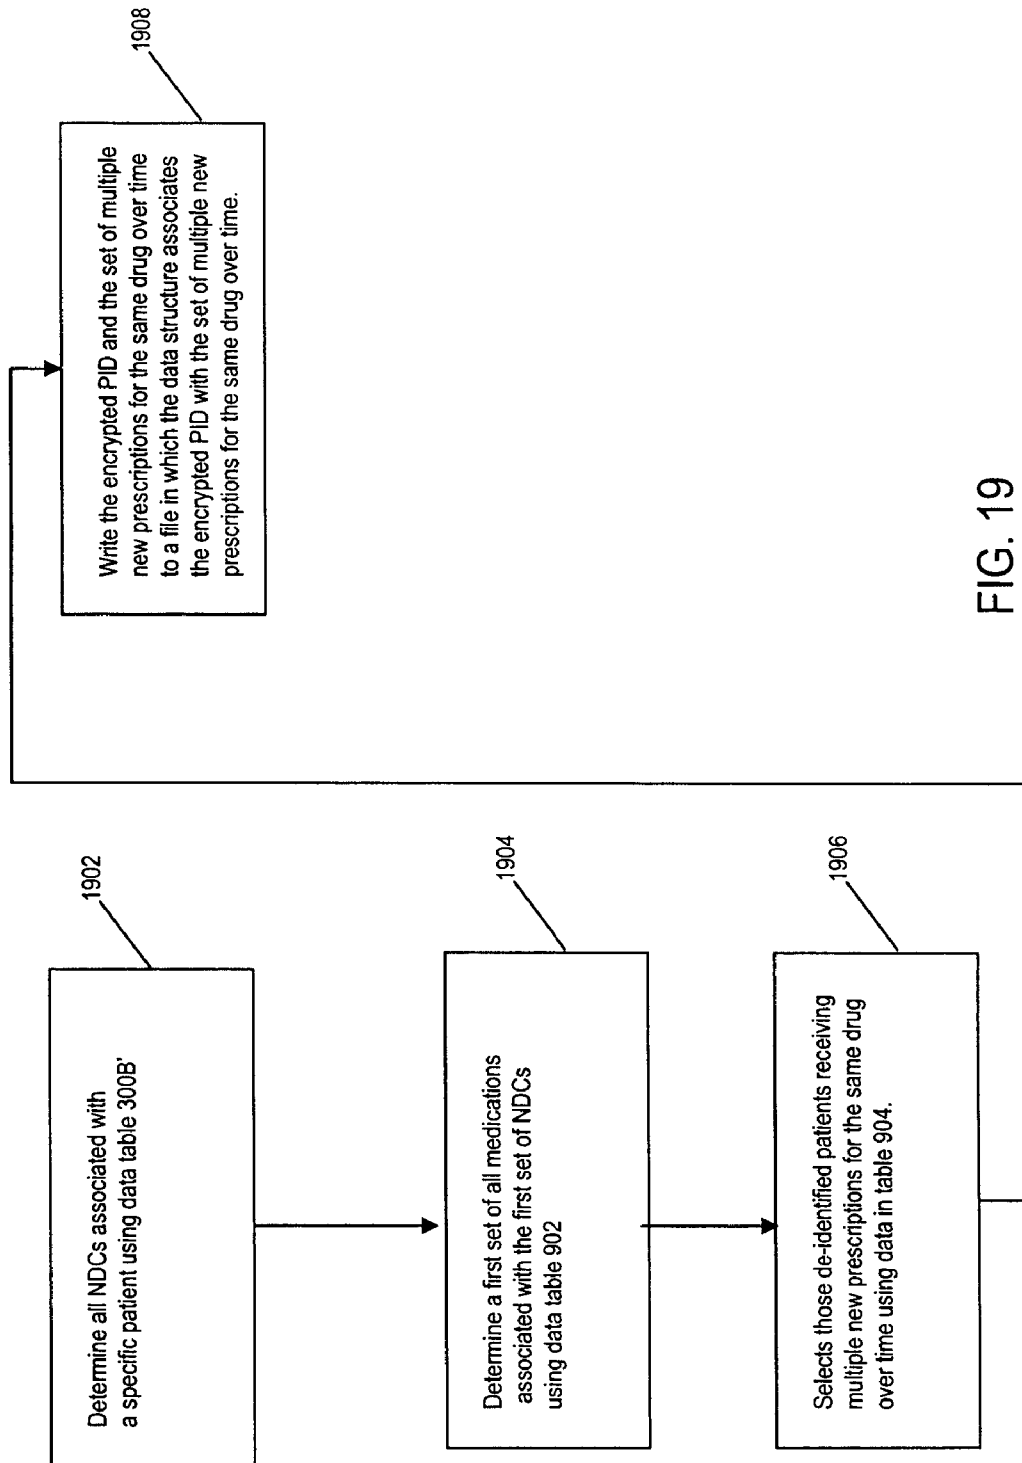 1902
Determine all NDCs associated with
a specific patient using data table 300B'
1904
Determine a first set of all medications
associated with the first set of NDCs
using data table 902
1906
Selects those de-identified patients receiving
multiple new prescriptions for the same drug
over time using data in table 904.
1908
Write the encrypted PID and the set of multiple
new prescriptions for the same drug over time
to a file in which the data structure associates
the encrypted PID with the set of multiple new
prescriptions for the same drug over time.
FIG. 19